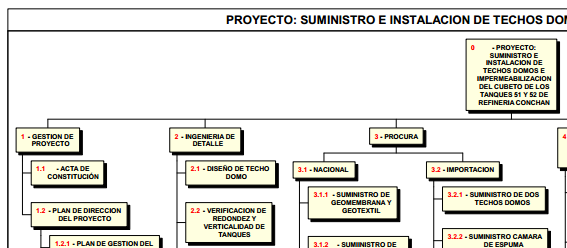 PROYECTO: SUMINISTRO E INSTALACION DE TECHOS
0 - PROYECTO:
SUMINISTRO E
INSTALACION DE
TECHOS DOMOS E
IMPERMEABILIZACION
DEL CUBETO DE LOS
TANQUES 51 Y 52 DE
REFINERIA CONCHAN
1 - GESTION DE
PROYECTO
2 - INGENIERIA DE
DETALLE
3 - PROCURA
4
1.1 - ACTA DE
CONSTITUCIÓN
2.1 - DISEÑO DE TECHO
DOMO
3.1 - NACIONAL
3.2 - IMPORTACION
1.2 - PLAN DE DIRECCION
DEL PROYECTO
2.2 - VERIFICACION DE
REDONDEZ Y
VERTICALIDAD DE
TANQUES
3.1.1 - SUMINISTRO DE
GEOMEMBRANA Y
GEOTEXTIL
3.2.1 - SUMINISTRO DE DOS
TECHOS DOMOS
1.2.1 - PLAN DE GESTION DEL
3.1.2 - SUMINISTRO DE
3.2.2 - SUMINISTRO CAMARA
DE ESPUMA